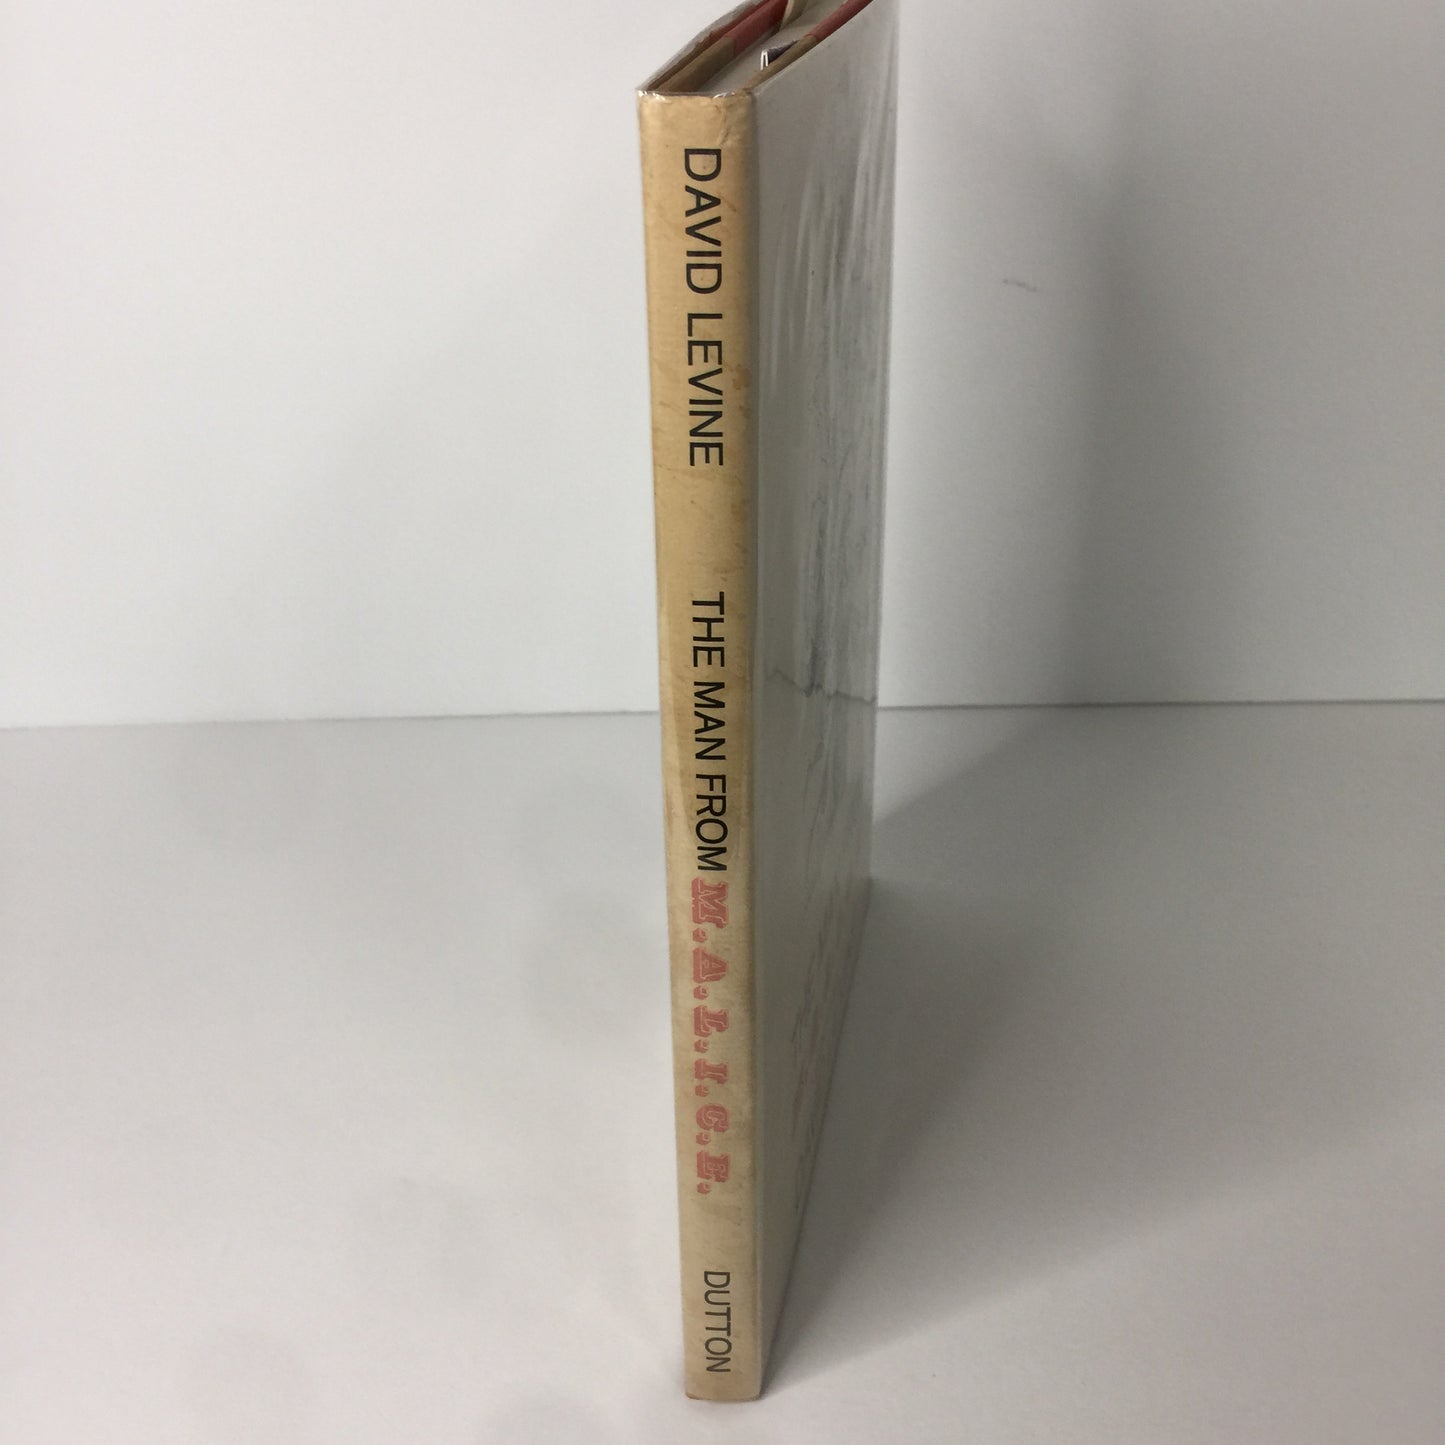 DAVID LEVINE
THE MAN FROM M.A.L.I.C.E.
DUTTON